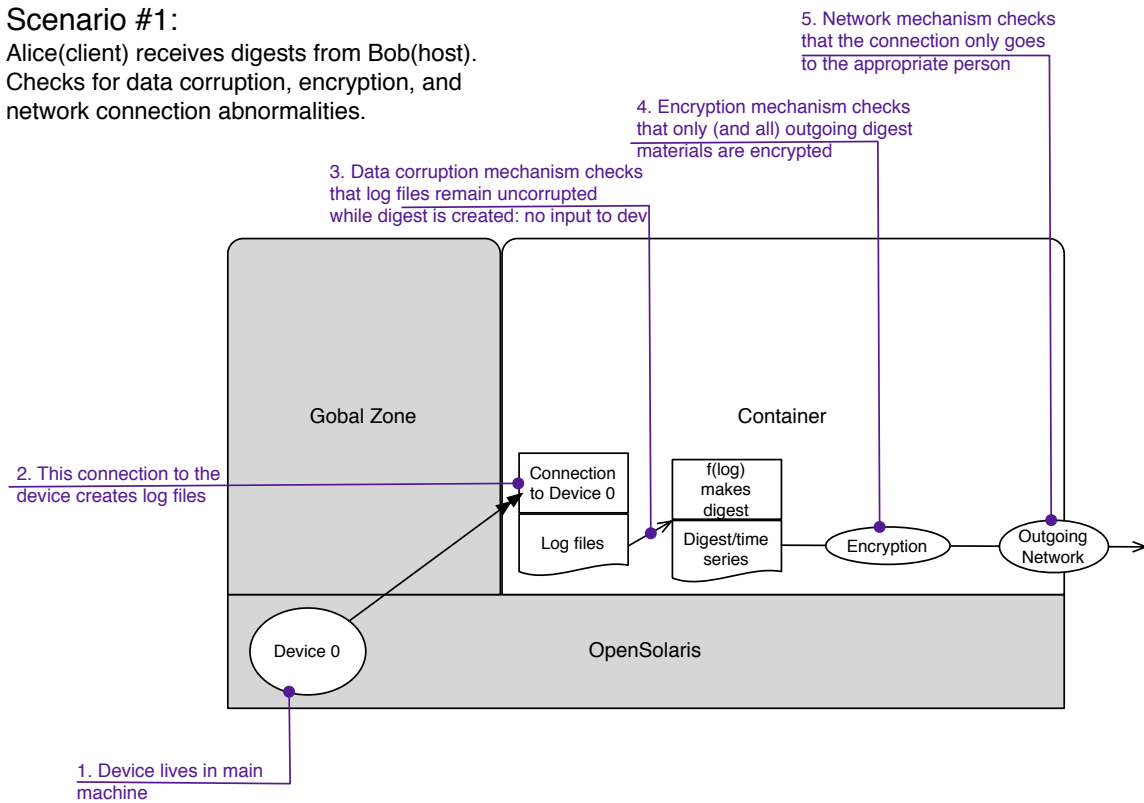 Scenario #1:
Alice(client) receives digests from Bob(host).
Checks for data corruption, encryption, and
network connection abnormalities.
5. Network mechanism checks
that the connection only goes
to the appropriate person
4. Encryption mechanism checks
that only (and all) outgoing digest
materials are encrypted
3. Data corruption mechanism checks
that log files remain uncorrupted
while digest is created: no input to dev
Gobal Zone
Container
2. This connection to the
device creates log files
Connection
to Device 0
Log files
f(log)
makes
digest
Digest/time
series
Encryption
Outgoing
Network
Device 0
OpenSolaris
1. Device lives in main
machine